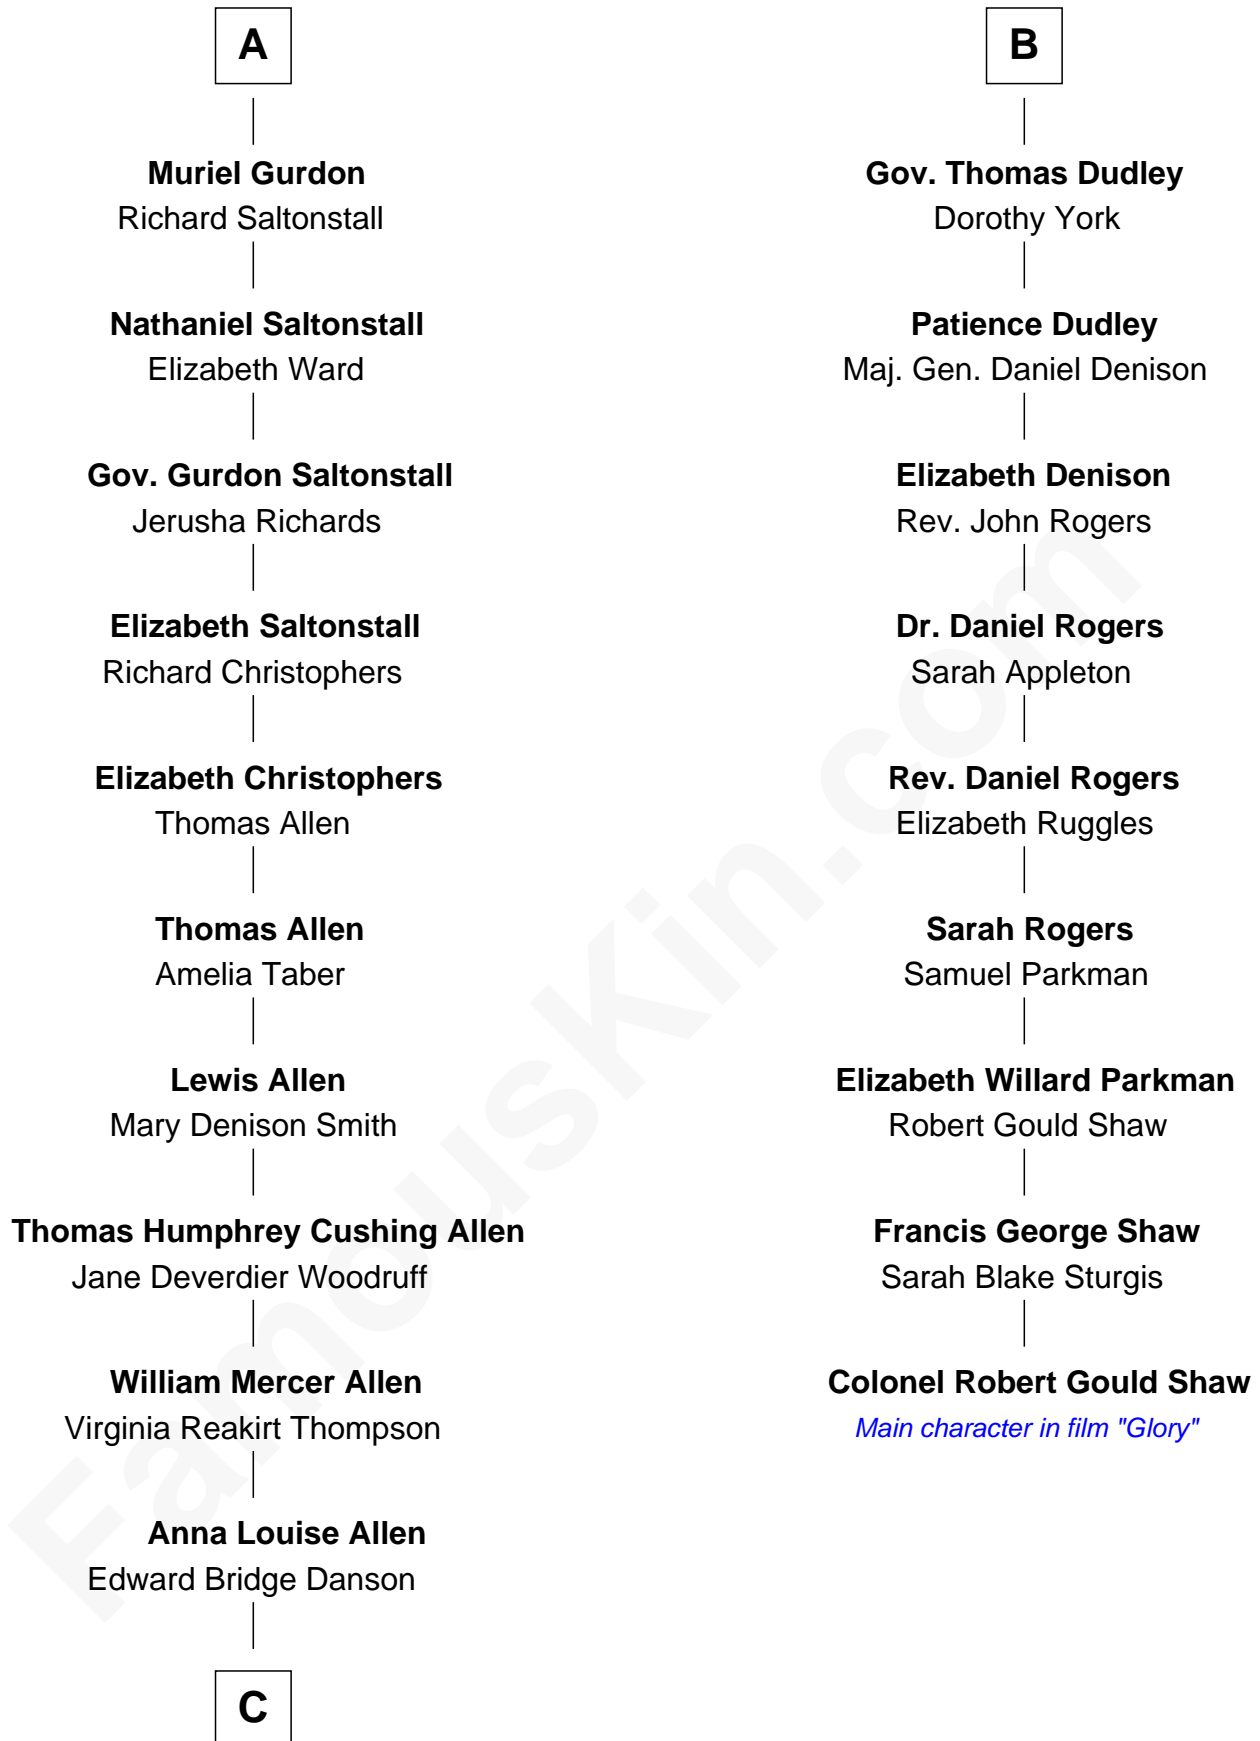 A
Muriel Gurdon
Richard Saltonstall
Nathaniel Saltonstall
Elizabeth Ward
Gov. Gurdon Saltonstall
Jerusha Richards
Elizabeth Saltonstall
Richard Christophers
Elizabeth Christophers
Thomas Allen
Thomas Allen
Amelia Taber
Lewis Allen
Mary Denison Smith
Thomas Humphrey Cushing Allen
Jane Deverdier Woodruff
William Mercer Allen
Virginia Reakirt Thompson
Anna Louise Allen
Edward Bridge Danson
C
B
Gov. Thomas Dudley
Dorothy York
Patience Dudley
Maj. Gen. Daniel Denison
Elizabeth Denison
Rev. John Rogers
Dr. Daniel Rogers
Sarah Appleton
Rev. Daniel Rogers
Elizabeth Ruggles
Sarah Rogers
Samuel Parkman
Elizabeth Willard Parkman
Robert Gould Shaw
Francis George Shaw
Sarah Blake Sturgis
Colonel Robert Gould Shaw
Main character in film "Glory"
FamousKin.com